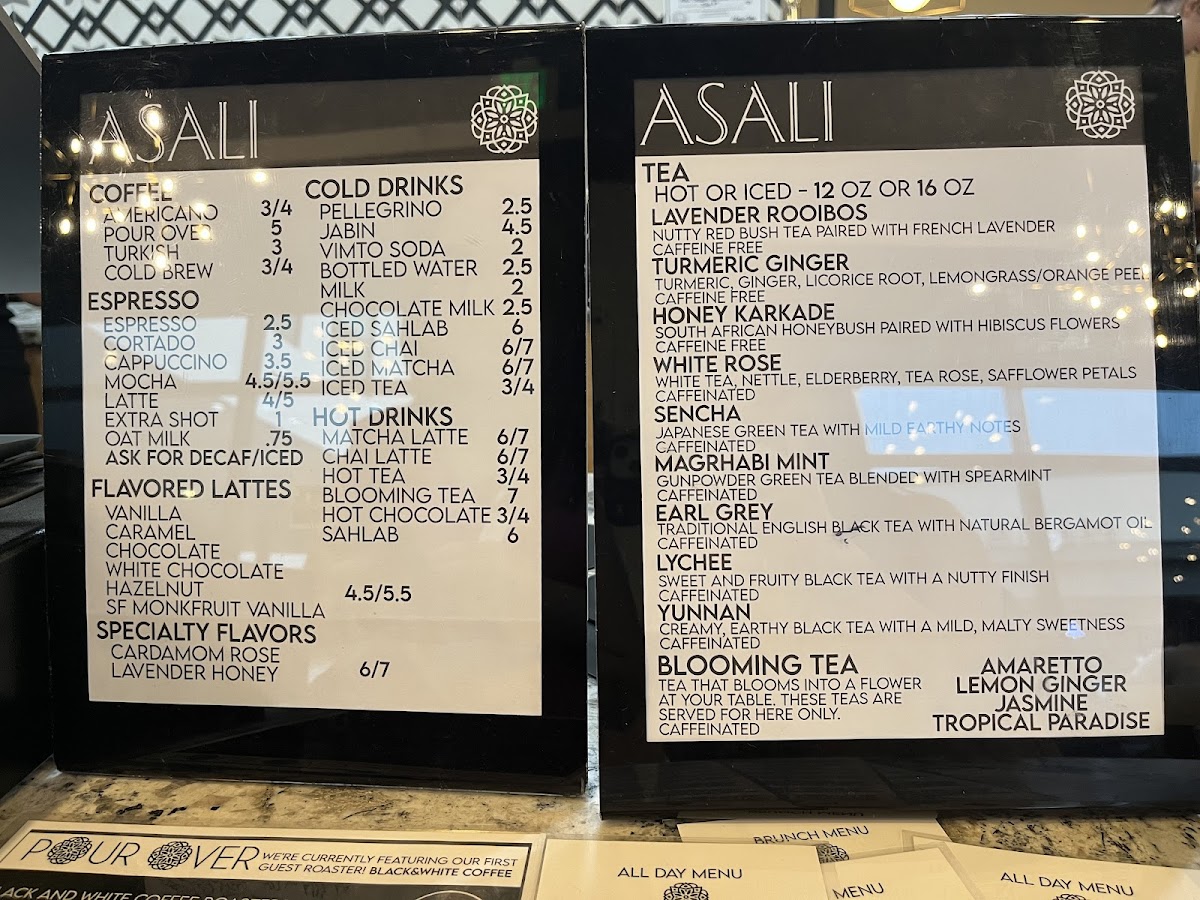 ASALI
COFFEE
AMERICANO 3/4
POUR OVER 5
TURKISH 3
COLD BREW 3/4
ESPRESSO
ESPRESSO 2.5
CORTADO 3
CAPPUCCINO 3.5
MOCHA 4.5/5.5
LATTE 4/5
EXTRA SHOT 1
OAT MILK .75
ASK FOR DECAF/ICED
FLAVORED LATTES
VANILLA
CARAMEL
CHOCOLATE
WHITE CHOCOLATE
HAZELNUT 4.5/5.5
SF MONKFRUIT VANILLA
SPECIALTY FLAVORS
CARDAMOM ROSE
LAVENDER HONEY 6/7
COLD DRINKS
PELLEGRINO 2.5
JABIN 4.5
VIMTO SODA 2
BOTTLED WATER 2.5
MILK 2
CHOCOLATE MILK 2.5
ICED SAHLAB 6
ICED CHAI 6/7
ICED MATCHA 6/7
ICED TEA 3/4
HOT DRINKS
MATCHA LATTE 6/7
CHAI LATTE 6/7
HOT TEA 3/4
BLOOMING TEA 7
HOT CHOCOLATE 3/4
SAHLAB 6
ASALI
TEA
HOT OR ICED - 12 OZ OR 16 OZ
LAVENDER ROOIBOS
NUTTY RED BUSH TEA PAIRED WITH FRENCH LAVENDER
CAFFEINE FREE
TURMERIC GINGER
TURMERIC, GINGER, LICORICE ROOT, LEMONGRASS/ORANGE PEEL
CAFFEINE FREE
HONEY KARKADE
SOUTH AFRICAN HONEYBUSH PAIRED WITH HIBISCUS FLOWERS
CAFFEINE FREE
WHITE ROSE
WHITE TEA, NETTLE, ELDERBERRY, TEA ROSE, SAFFLOWER PETALS
CAFFEINATED
SENCHA
JAPANESE GREEN TEA WITH MILD EARTHY NOTES
CAFFEINATED
MAGRHABI MINT
GUNPOWDER GREEN TEA BLENDED WITH SPEARMINT
CAFFEINATED
EARL GREY
TRADITIONAL ENGLISH BLACK TEA WITH NATURAL BERGAMOT OIL
CAFFEINATED
LYCHEE
SWEET AND FRUITY BLACK TEA WITH A NUTTY FINISH
CAFFEINATED
YUNNAN
CREAMY, EARTHY BLACK TEA WITH A MILD, MALTY SWEETNESS
CAFFEINATED
BLOOMING TEA
TEA THAT BLOOMS INTO A FLOWER
AT YOUR TABLE. THESE TEAS ARE
SERVED FOR HERE ONLY.
CAFFEINATED
AMARETTO
LEMON GINGER
JASMINE
TROPICAL PARADISE
POUR OVER
WE'RE CURRENTLY FEATURING OUR FIRST
GUEST ROASTER! BLACK&WHITE COFFEE
AND WHITE COFFEE
BRUNCH MENU
ALL DAY MENU
MENU
ALL DAY MENU